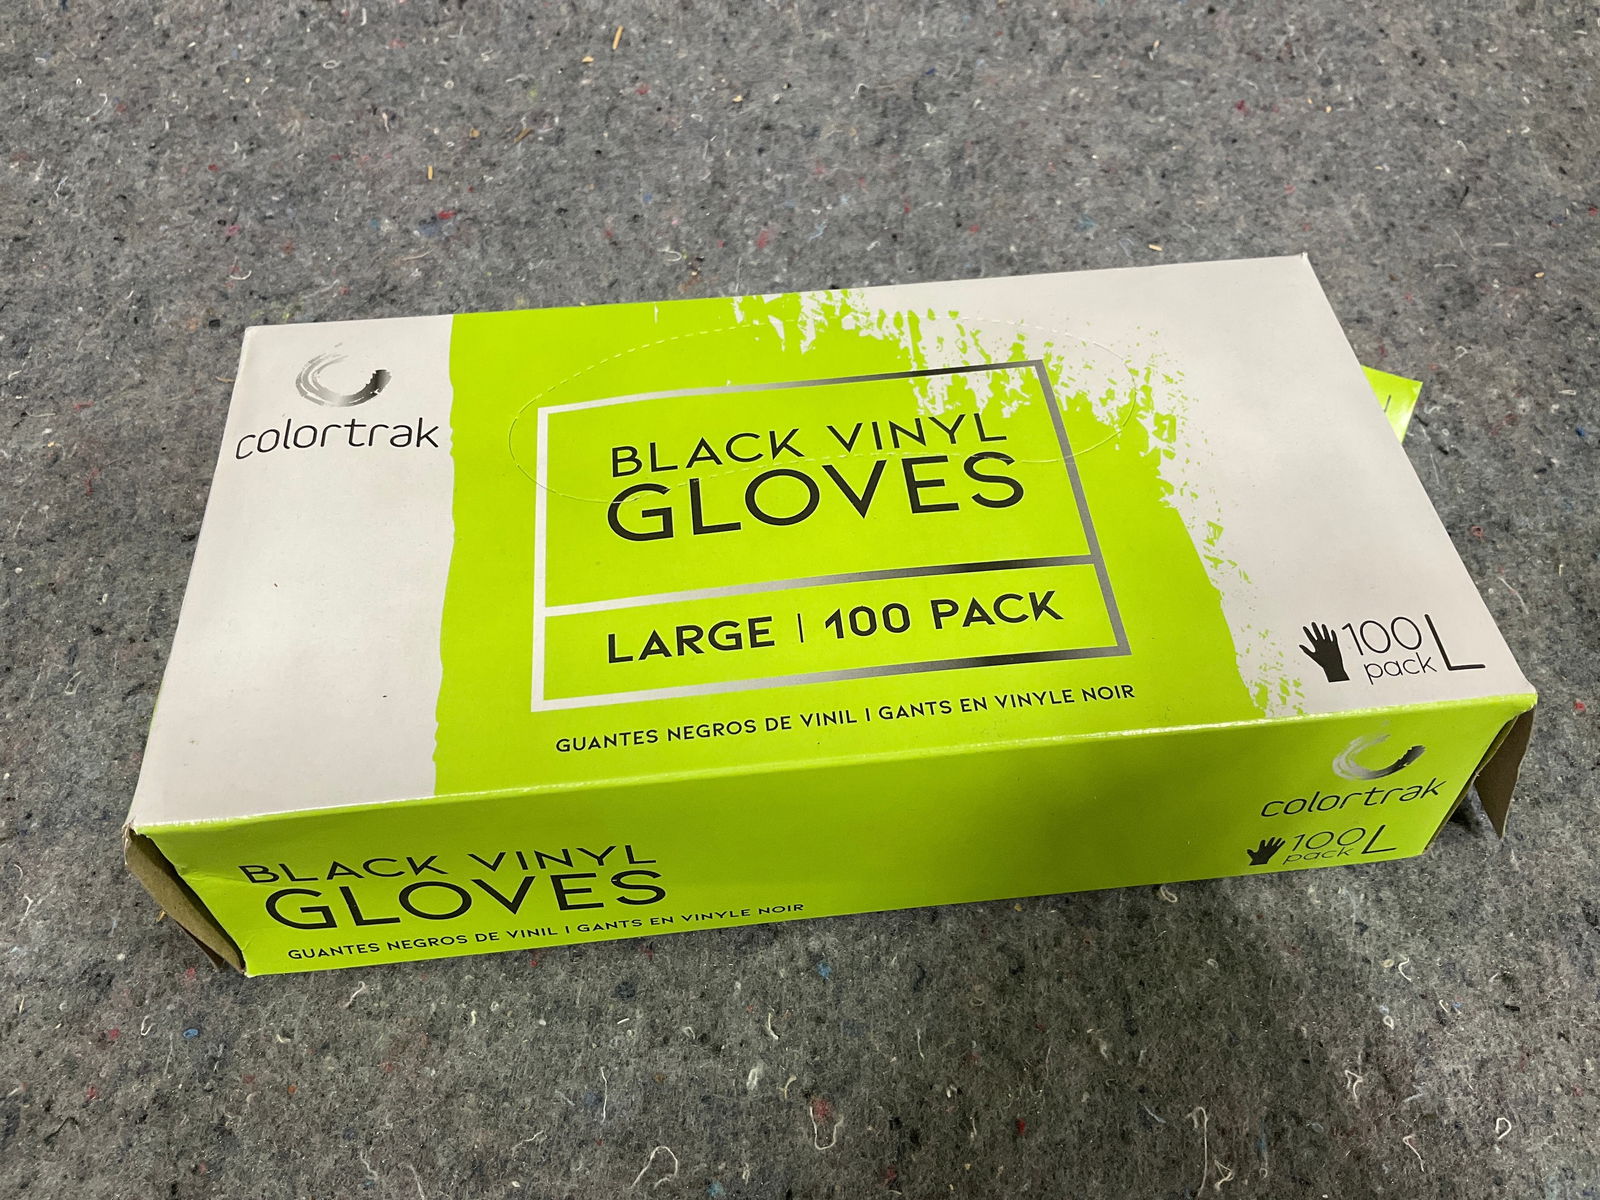 colortrak
BLACK VINYL
GLOVES
LARGE | 100 PACK
GUANTES NEGROS DE VINIL | GANTS EN VINYLE NOIR
100 L
pack
BLACK VINYL
GLOVES
GUANTES NEGROS DE VINIL | GANTS EN VINYLE NOIR
colortrak
100 L
pack